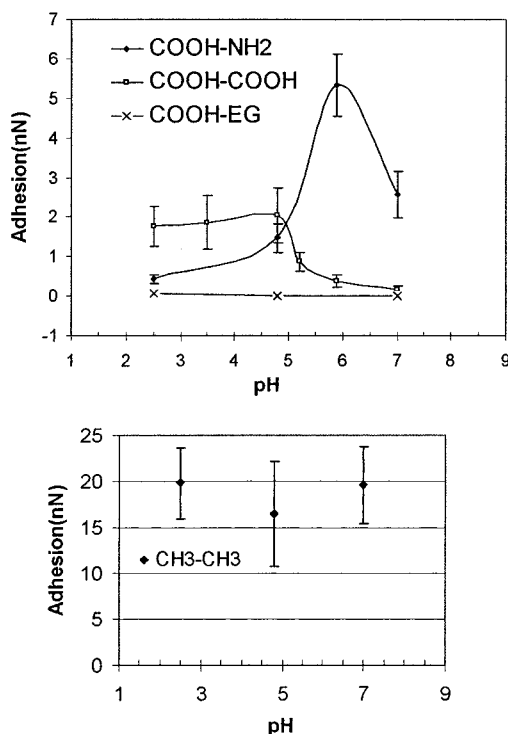 7
6
5
4
3
2
1
0
-1
Adhesion(nN)
COOH-NH2
COOH-COOH
COOH-EG
1 2 3 4 5 6 7 8 9
pH
25
20
15
10
5
0
Adhesion(nN)
CH3-CH3
1 3 5 7 9
pH